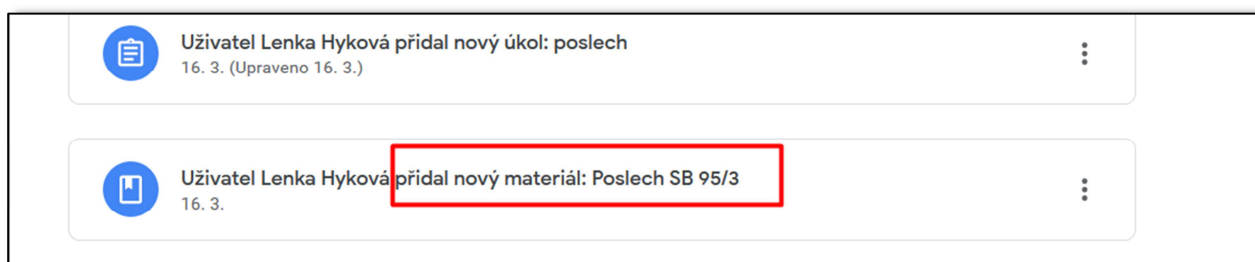 Uživatel Lenka Hyková přidal nový úkol: poslech
16. 3. (Upraveno 16. 3.)
Uživatel Lenka Hyková přidal nový materiál: Poslech SB 95/3
16. 3.